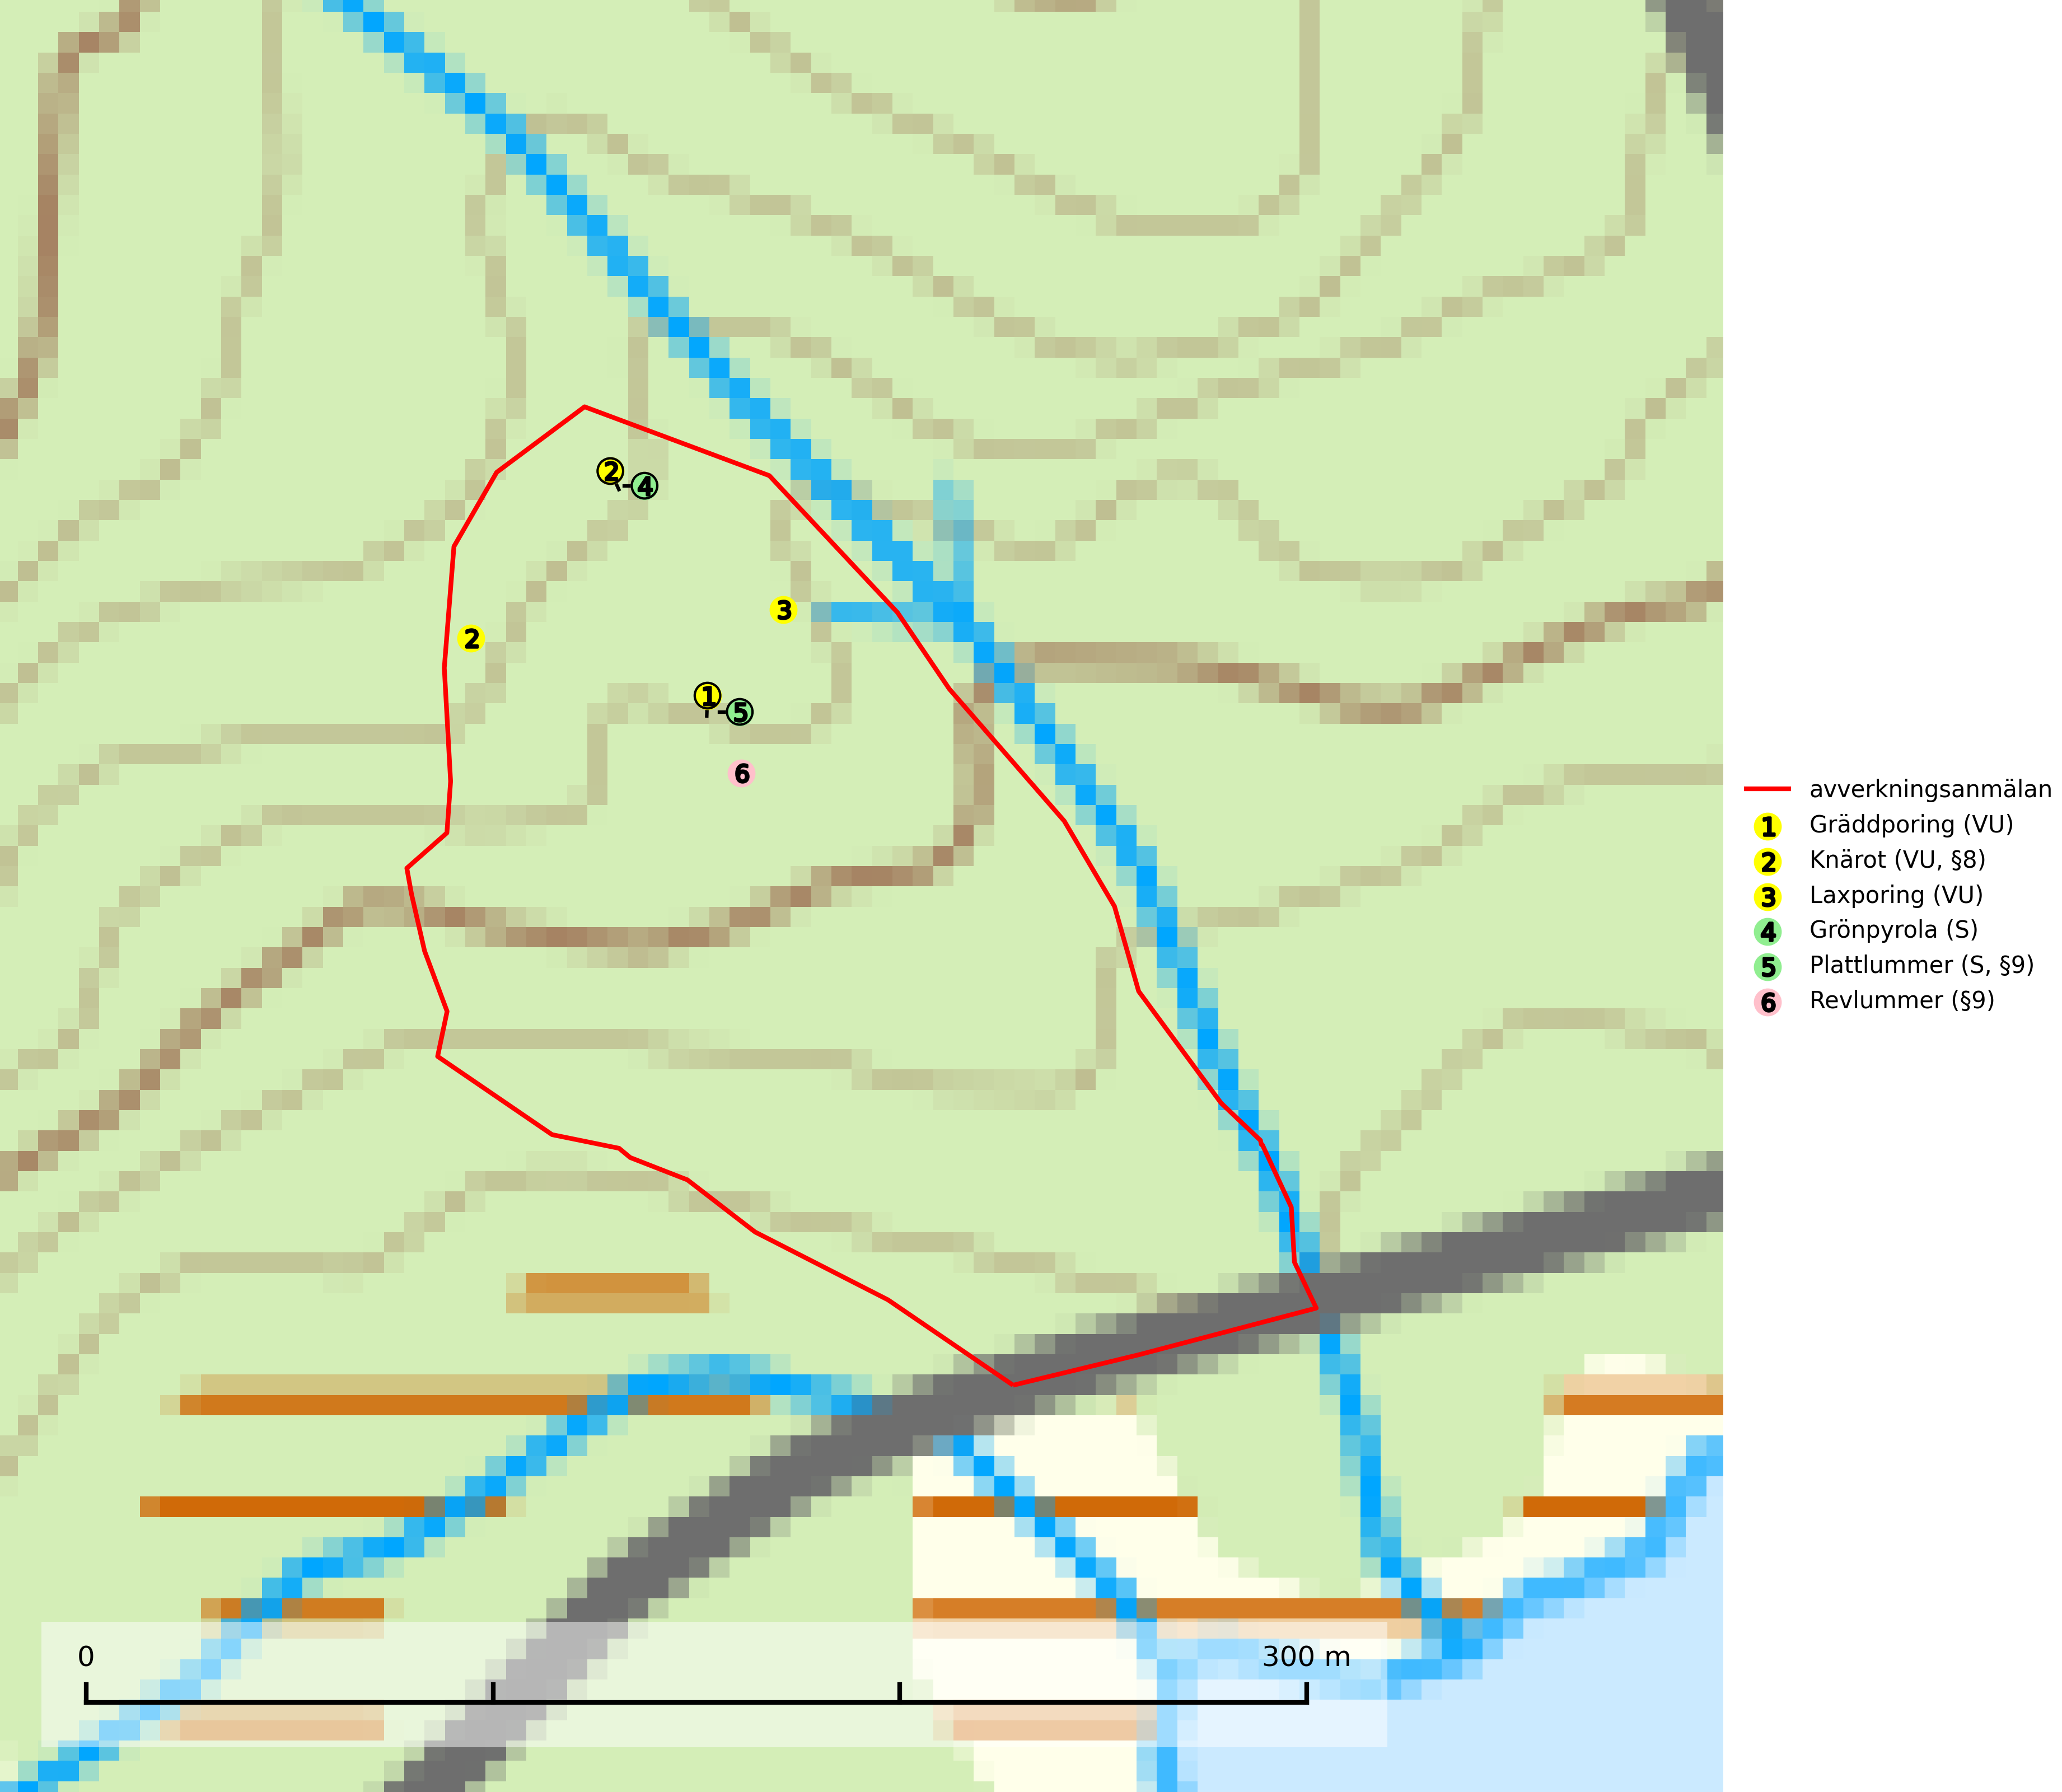 2
4
3
2
1
5
6
avverkningsanmälan
1 Gräddporing (VU)
2 Knärot (VU, §8)
3 Laxporing (VU)
4 Grönpyrola (S)
5 Plattlummer (S, §9)
6 Revlummer (§9)
0 300 m